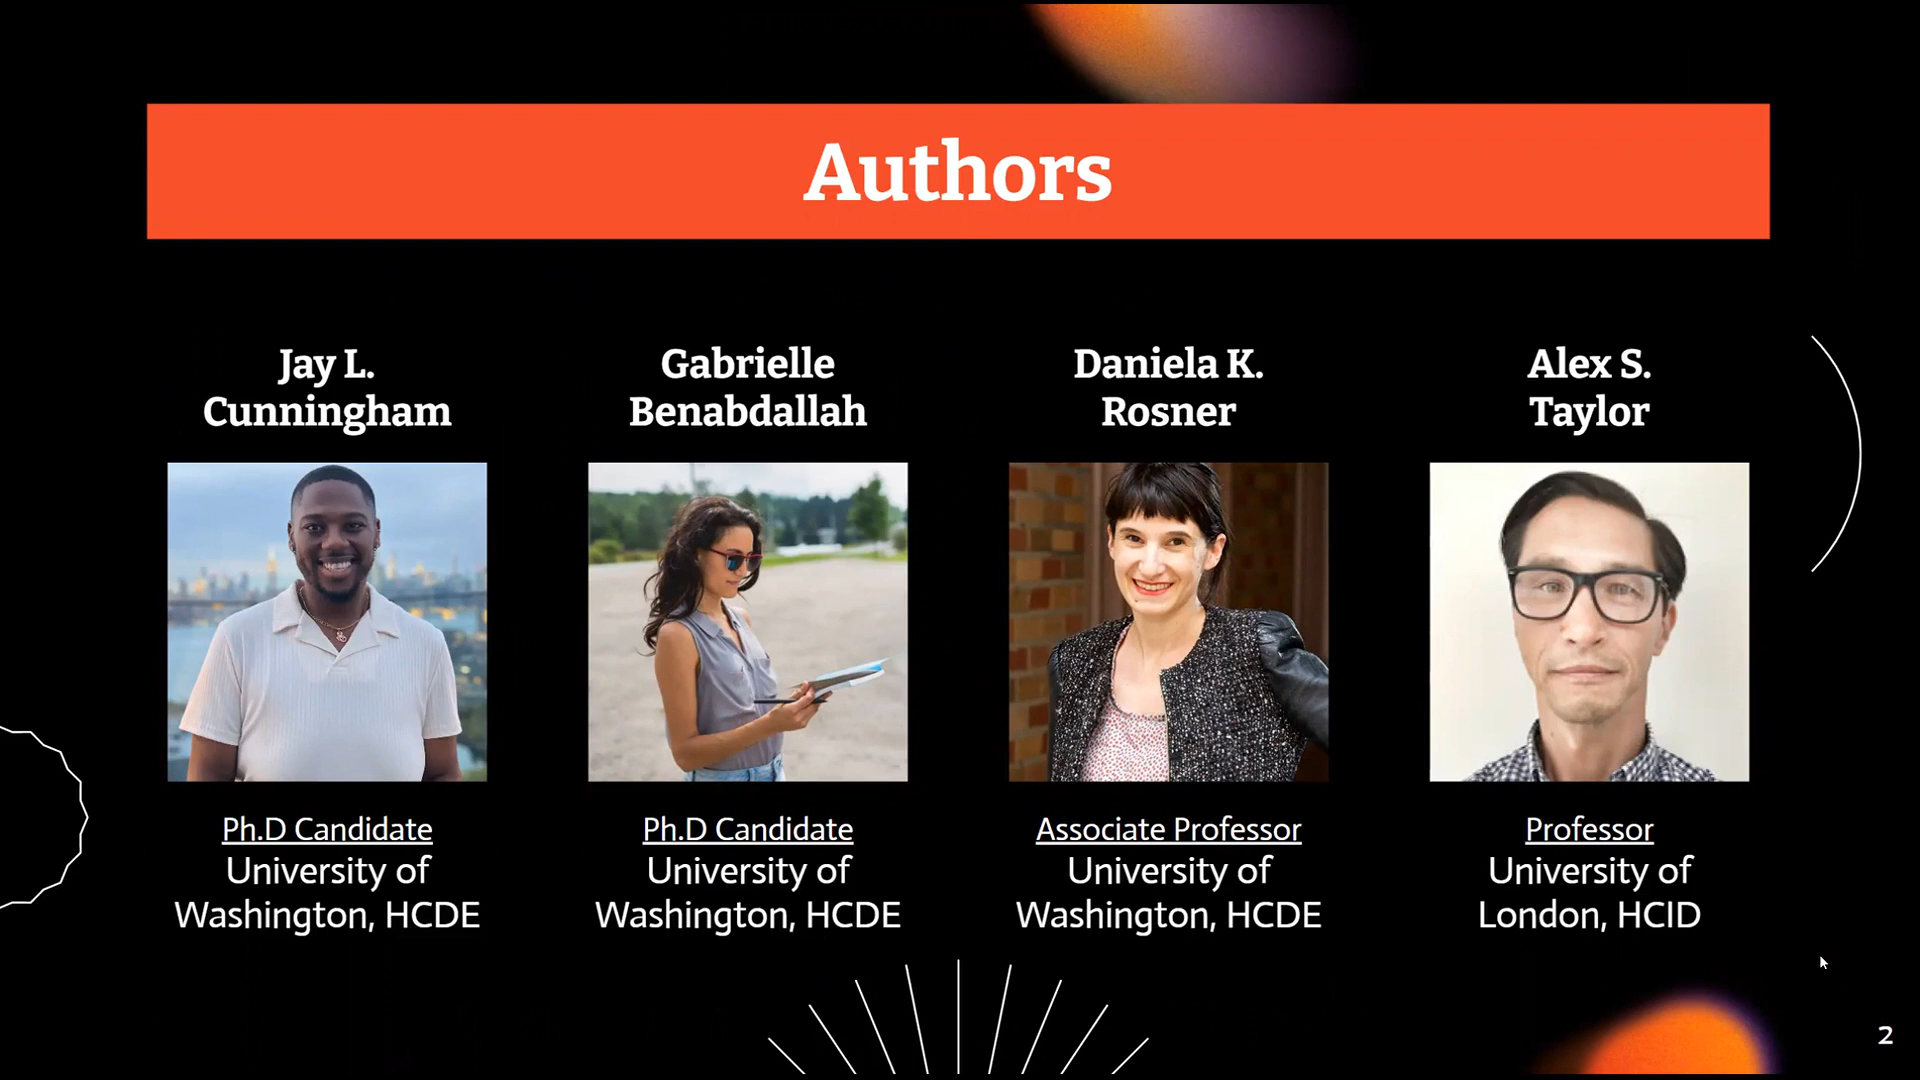 Authors
Jay L.
Cunningham
Gabrielle
Benabdallah
Daniela K.
Rosner
Alex S.
Taylor
Ph.D Candidate
University of
Washington, HCDE
Ph.D Candidate
University of
Washington, HCDE
Associate Professor
University of
Washington, HCDE
Professor
University of
London, HCID
2